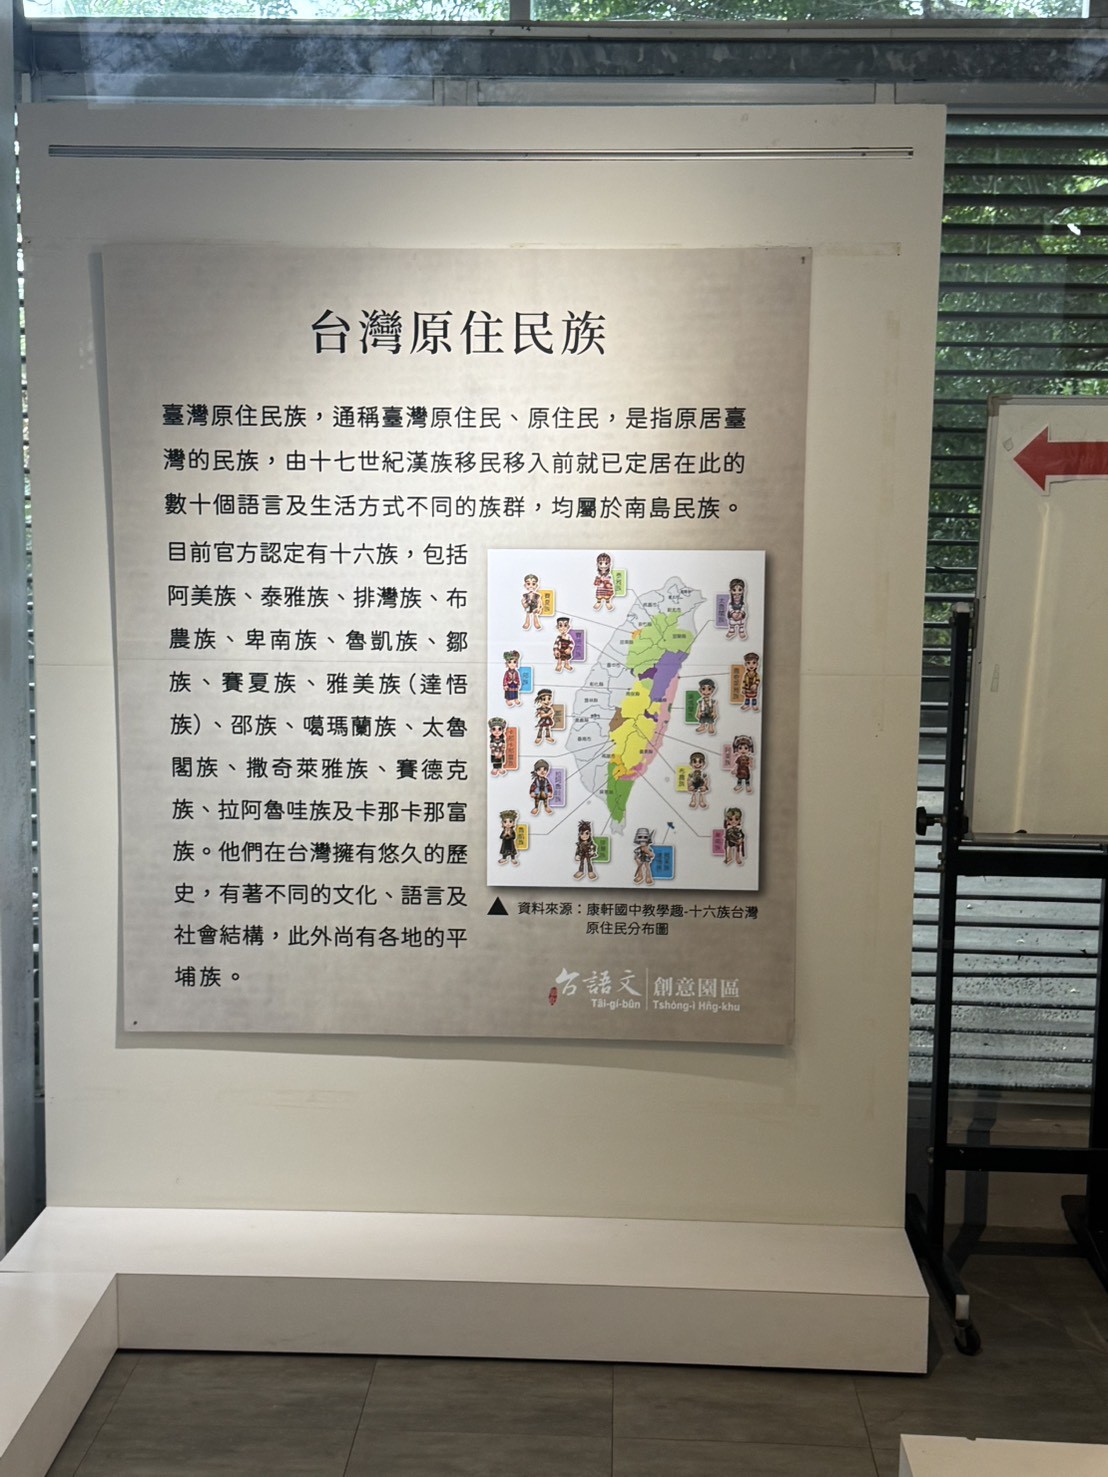 台灣原住民族
臺灣原住民族，通稱臺灣原住民、原住民，是指原居臺
灣的民族，由十七世紀漢族移民移入前就已定居在此的
數十個語言及生活方式不同的族群，均屬於南島民族。
目前官方認定有十六族，包括
阿美族、泰雅族、排灣族、布
農族、卑南族、魯凱族、鄒
族、賽夏族、雅美族（達悟
族）、邵族、噶瑪蘭族、太魯
閣族、撒奇萊雅族、賽德克
族、拉阿魯哇族及卡那卡那富
族。他們在台灣擁有悠久的歷
史，有著不同的文化、語言及
社會結構，此外尚有各地的平
埔族。
▲ 資料來源：康軒國中教學趣-十六族台灣
原住民分布圖
台語文 創意園區
Tâi-gí-bûn Tshòng-ì Hn̂g-khu